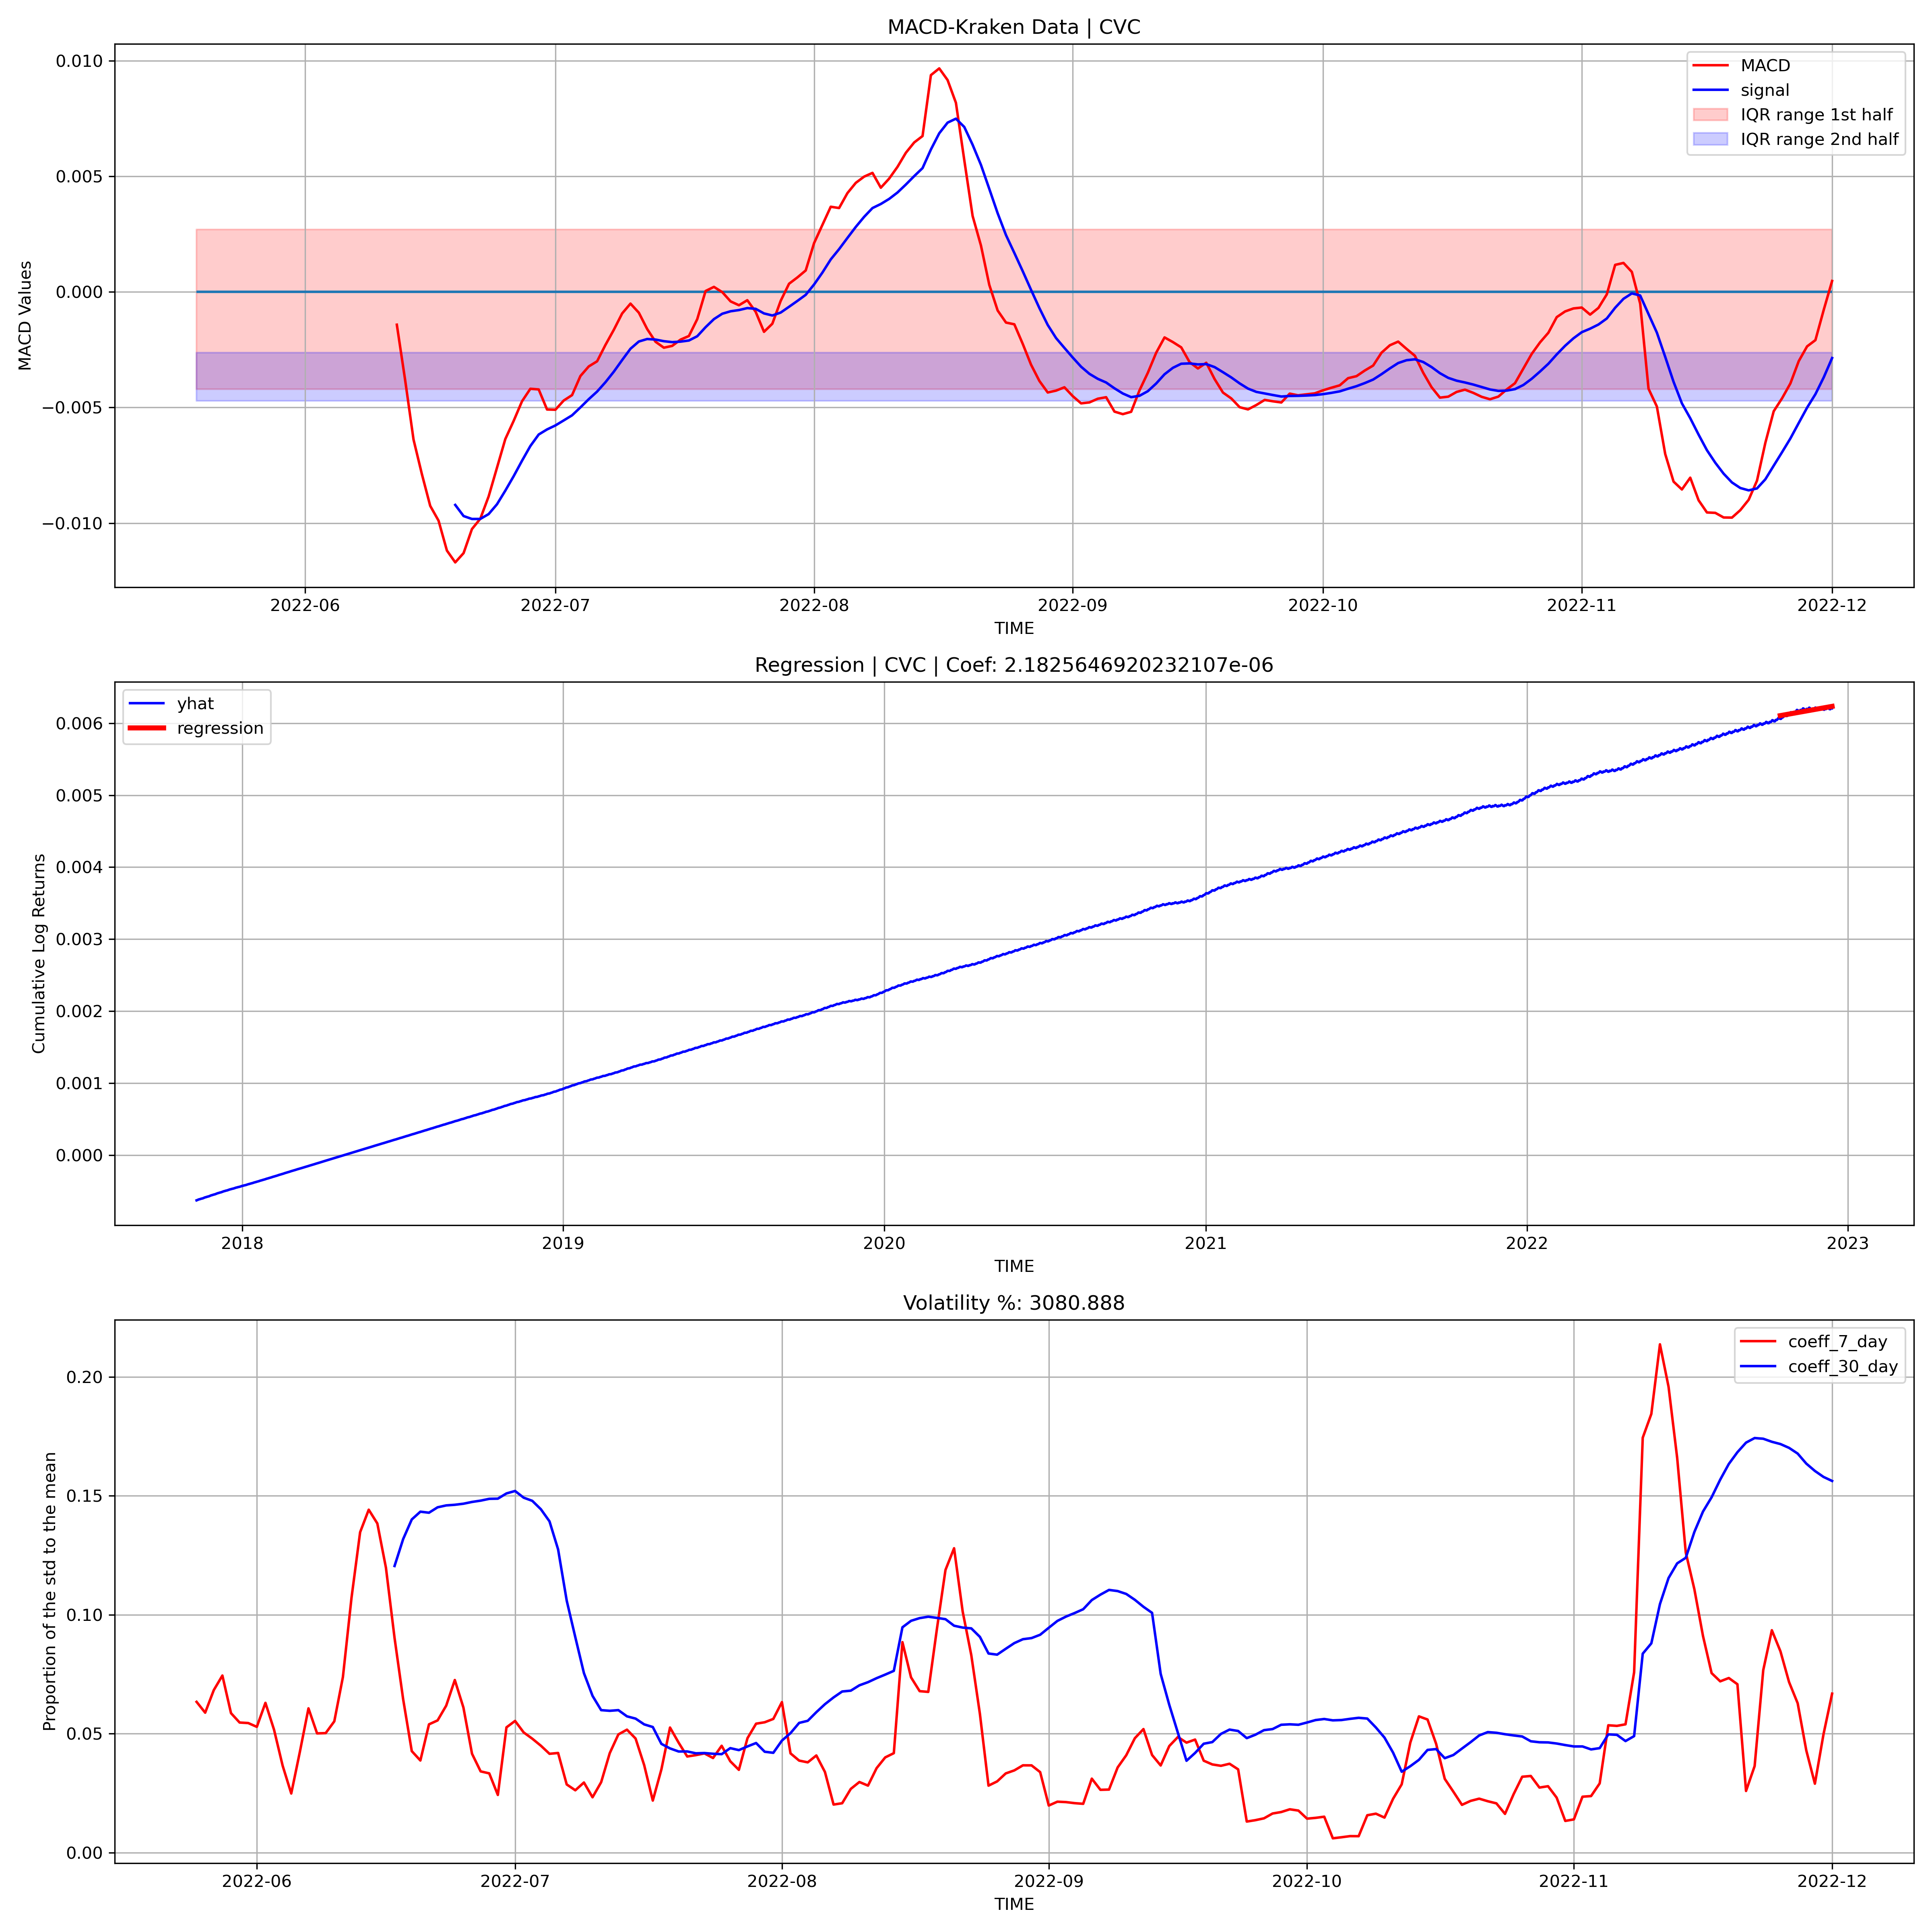 MACD-Kraken Data | CVC
0.010
0.005
0.000
−0.005
−0.010
MACD Values
MACD
signal
IQR range 1st half
IQR range 2nd half
2022-06
2022-07
2022-08
2022-09
2022-10
2022-11
2022-12
TIME
Regression | CVC | Coef: 2.1825646920232107e-06
yhat
regression
0.006
0.005
0.004
0.003
0.002
0.001
0.000
Cumulative Log Returns
2018
2019
2020
2021
2022
2023
TIME
Volatility %: 3080.888
coeff_7_day
coeff_30_day
0.20
0.15
0.10
0.05
0.00
Proportion of the std to the mean
2022-06
2022-07
2022-08
2022-09
2022-10
2022-11
2022-12
TIME